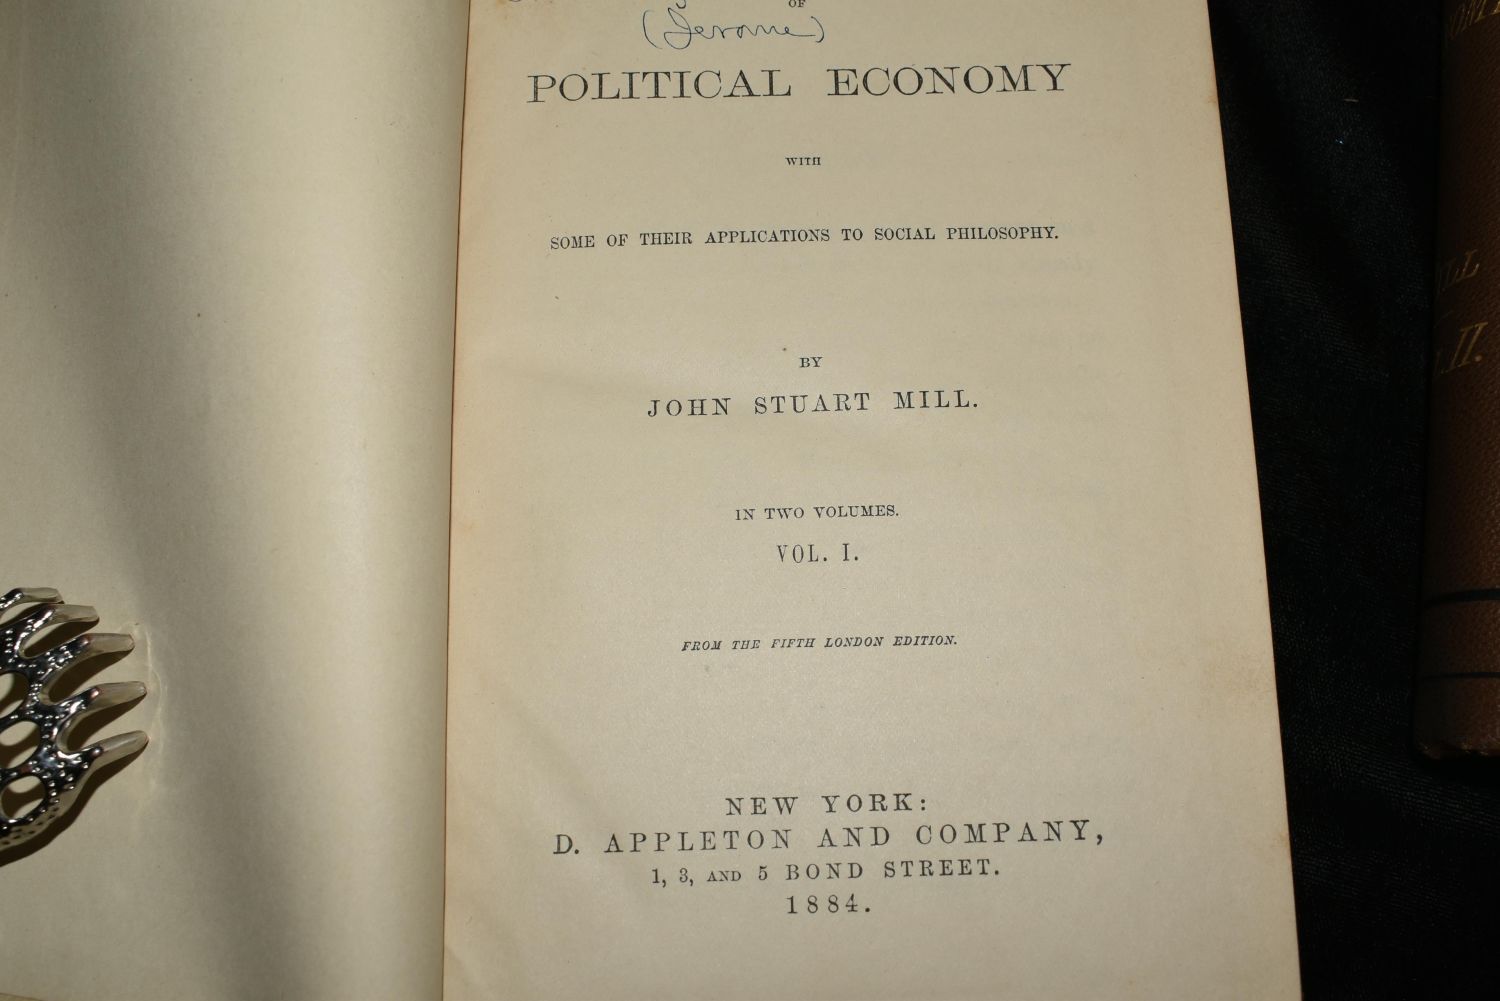 OF
(Jerome)
POLITICAL ECONOMY
WITH
SOME OF THEIR APPLICATIONS TO SOCIAL PHILOSOPHY.
BY
JOHN STUART MILL.
IN TWO VOLUMES.
VOL. I.
FROM THE FIFTH LONDON EDITION.
NEW YORK:
D. APPLETON AND COMPANY,
1, 3, AND 5 BOND STREET.
1884.
II.